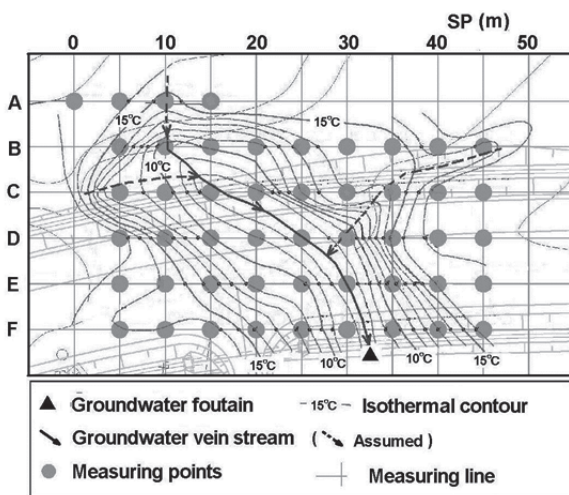 SP (m)
0 10 20 30 40 50
A
15°C 15°C
B
10°C
C
D
E
F
15°C 10°C 10°C 15°C
▲ Groundwater foutain --15°C-- Isothermal contour
Groundwater vein stream ( Assumed )
Measuring points Measuring line